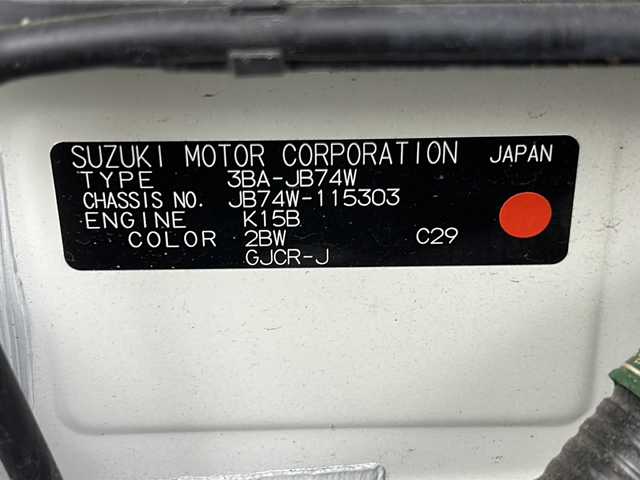 SUZUKI MOTOR CORPORATION JAPAN
TYPE 3BA-JB74W
CHASSIS NO. JB74W-115303
ENGINE K15B
COLOR 2BW C29
GJCR-J